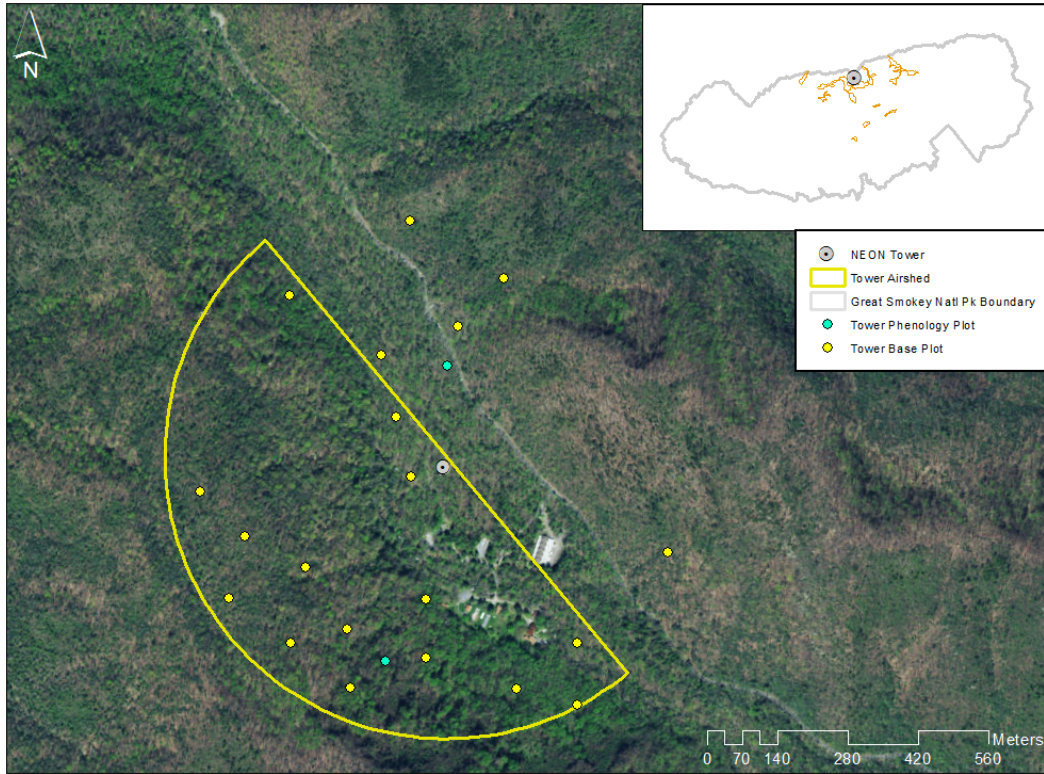 N
NEON Tower
Tower Airshed
Great Smokey Natl Pk Boundary
Tower Phenology Plot
Tower Base Plot
Meters
0 70 140 280 420 560